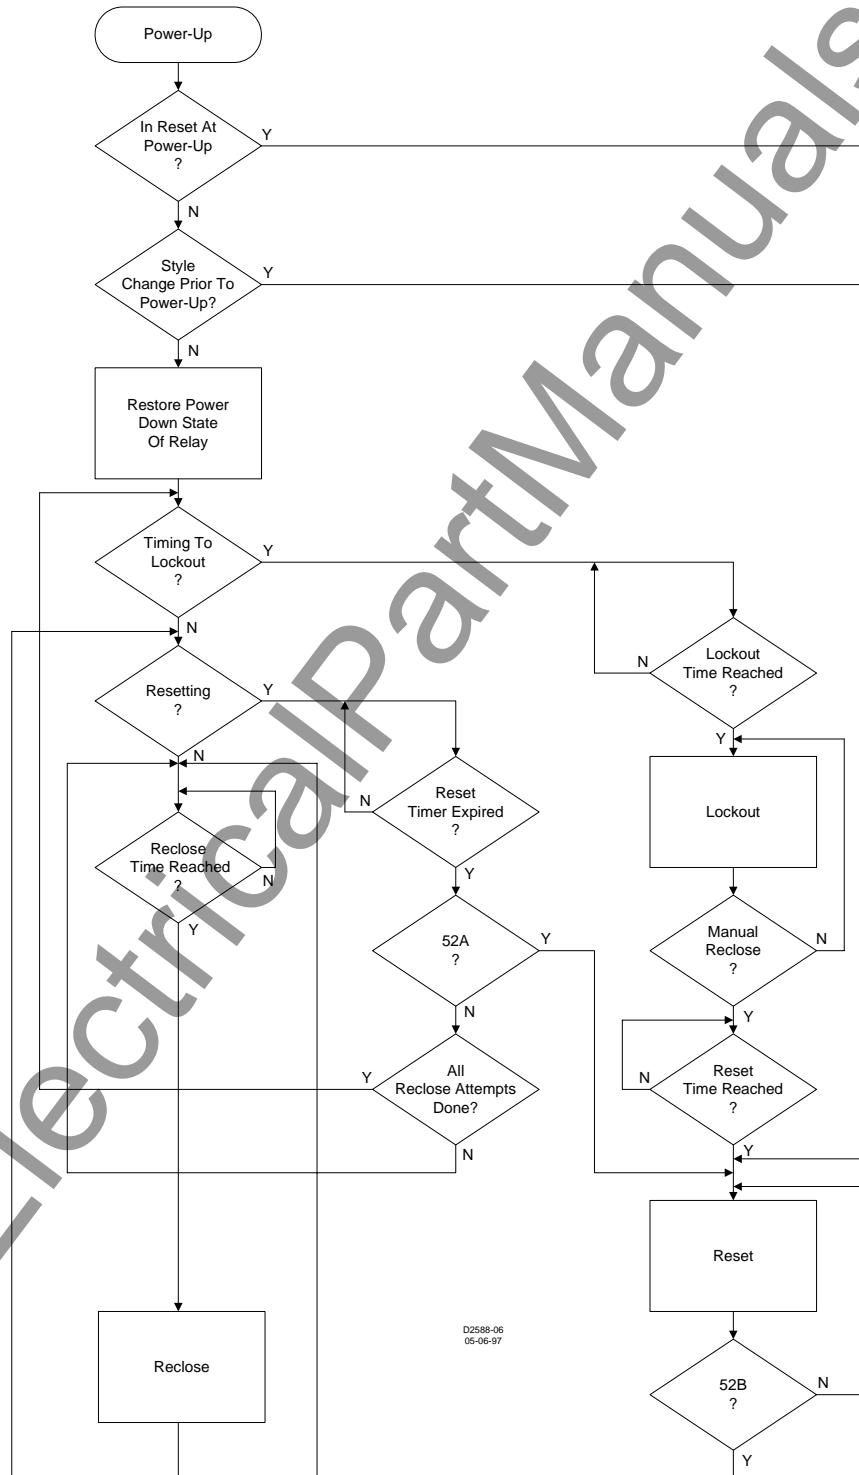 Power-Up
In Reset At
Power-Up
?
Y
N
Style
Change Prior To
Power-Up?
Y
N
Restore Power
Down State
Of Relay
Timing To
Lockout
?
Y
N
Lockout
Time Reached
?
N
Y
Resetting
?
Y
N
Reset
Timer Expired
?
N
Y
Lockout
Reclose
Time Reached
?
N
Y
52A
?
Y
N
Manual
Reclose
?
N
Y
All
Reclose Attempts
Done?
Y
N
Reset
Time Reached
?
N
Y
Reset
Reclose
D2588-06
05-06-97
52B
?
N
Y
ElectricalPartManuals